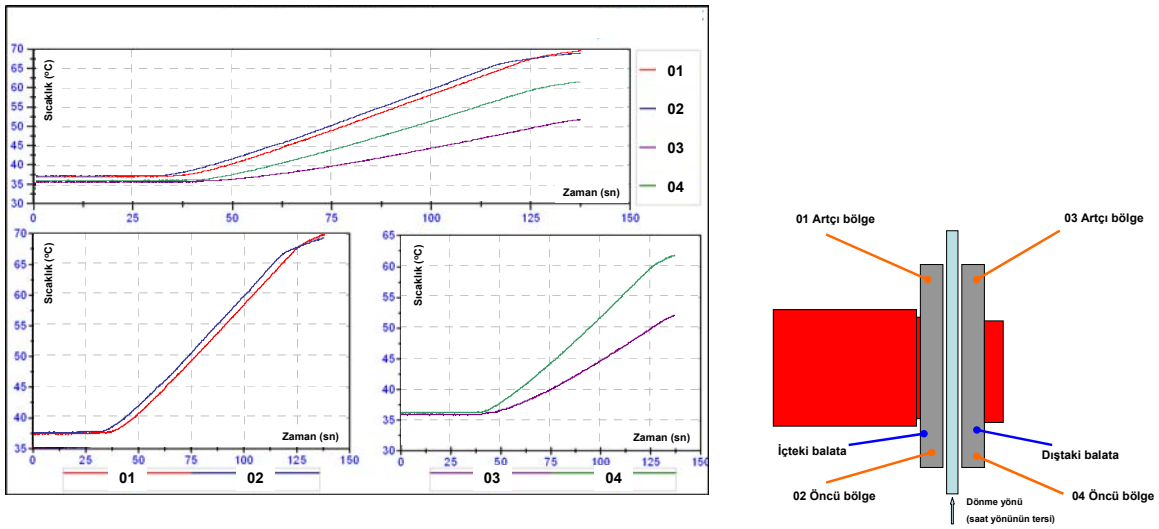 70
65
60
55
50
45
40
35
30
Sıcaklık (ºC)
Zaman (sn)
0 25 50 75 100 125 150
01
02
03
04
70
65
60
55
50
45
40
35
Sıcaklık (ºC)
Zaman (sn)
0 25 50 75 100 125 150
01 02
65
60
55
50
45
40
35
30
Sıcaklık (ºC)
Zaman (sn)
0 25 50 75 100 125 150
03 04
01 Artçı bölge
03 Artçı bölge
İçteki balata
Dıştaki balata
02 Öncü bölge
04 Öncü bölge
Dönme yönü
(saat yönünün tersi)